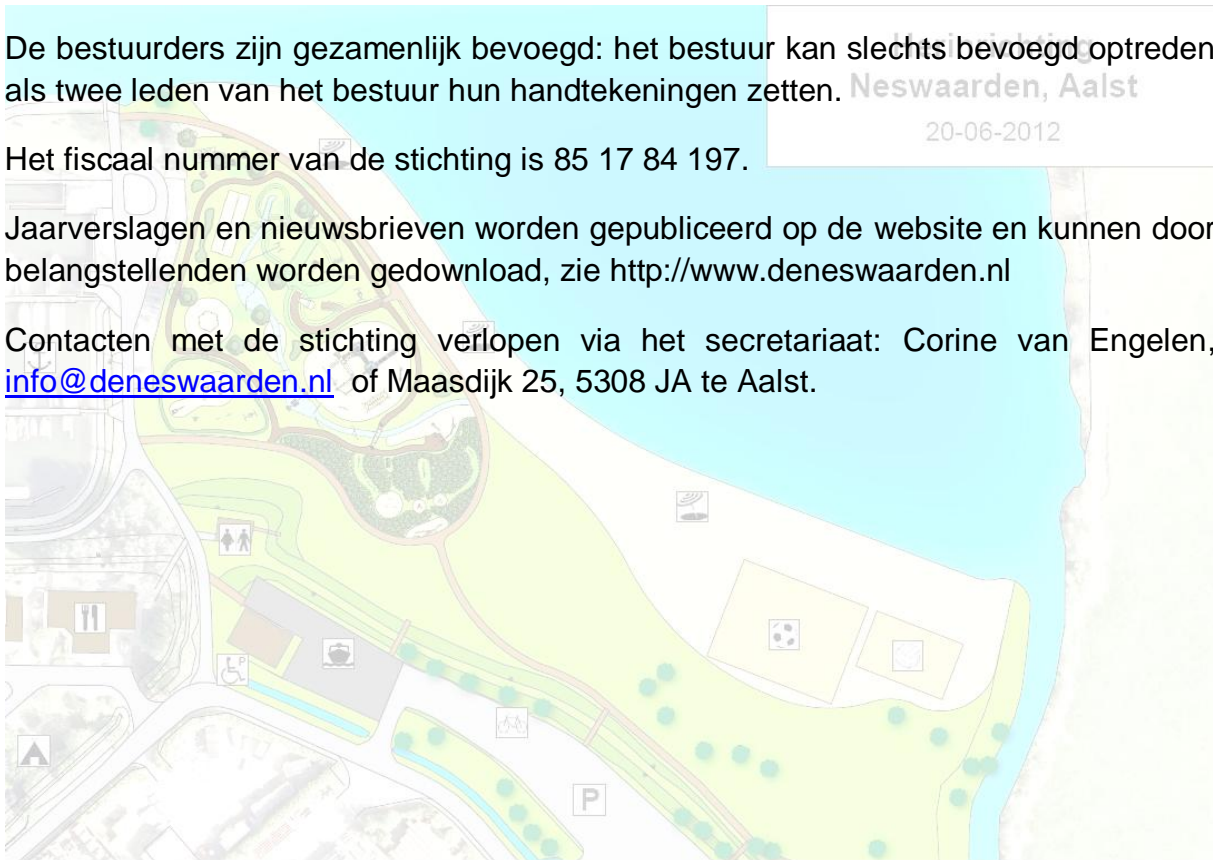 De bestuurders zijn gezamenlijk bevoegd: het bestuur kan slechts bevoegd optreden
als twee leden van het bestuur hun handtekeningen zetten.
Herinrichting
Neswaarden, Aalst
20-06-2012
Het fiscaal nummer van de stichting is 85 17 84 197.
Jaarverslagen en nieuwsbrieven worden gepubliceerd op de website en kunnen door
belangstellenden worden gedownload, zie http://www.deneswaarden.nl
Contacten met de stichting verlopen via het secretariaat: Corine van Engelen,
info@deneswaarden.nl of Maasdijk 25, 5308 JA te Aalst.
P
P